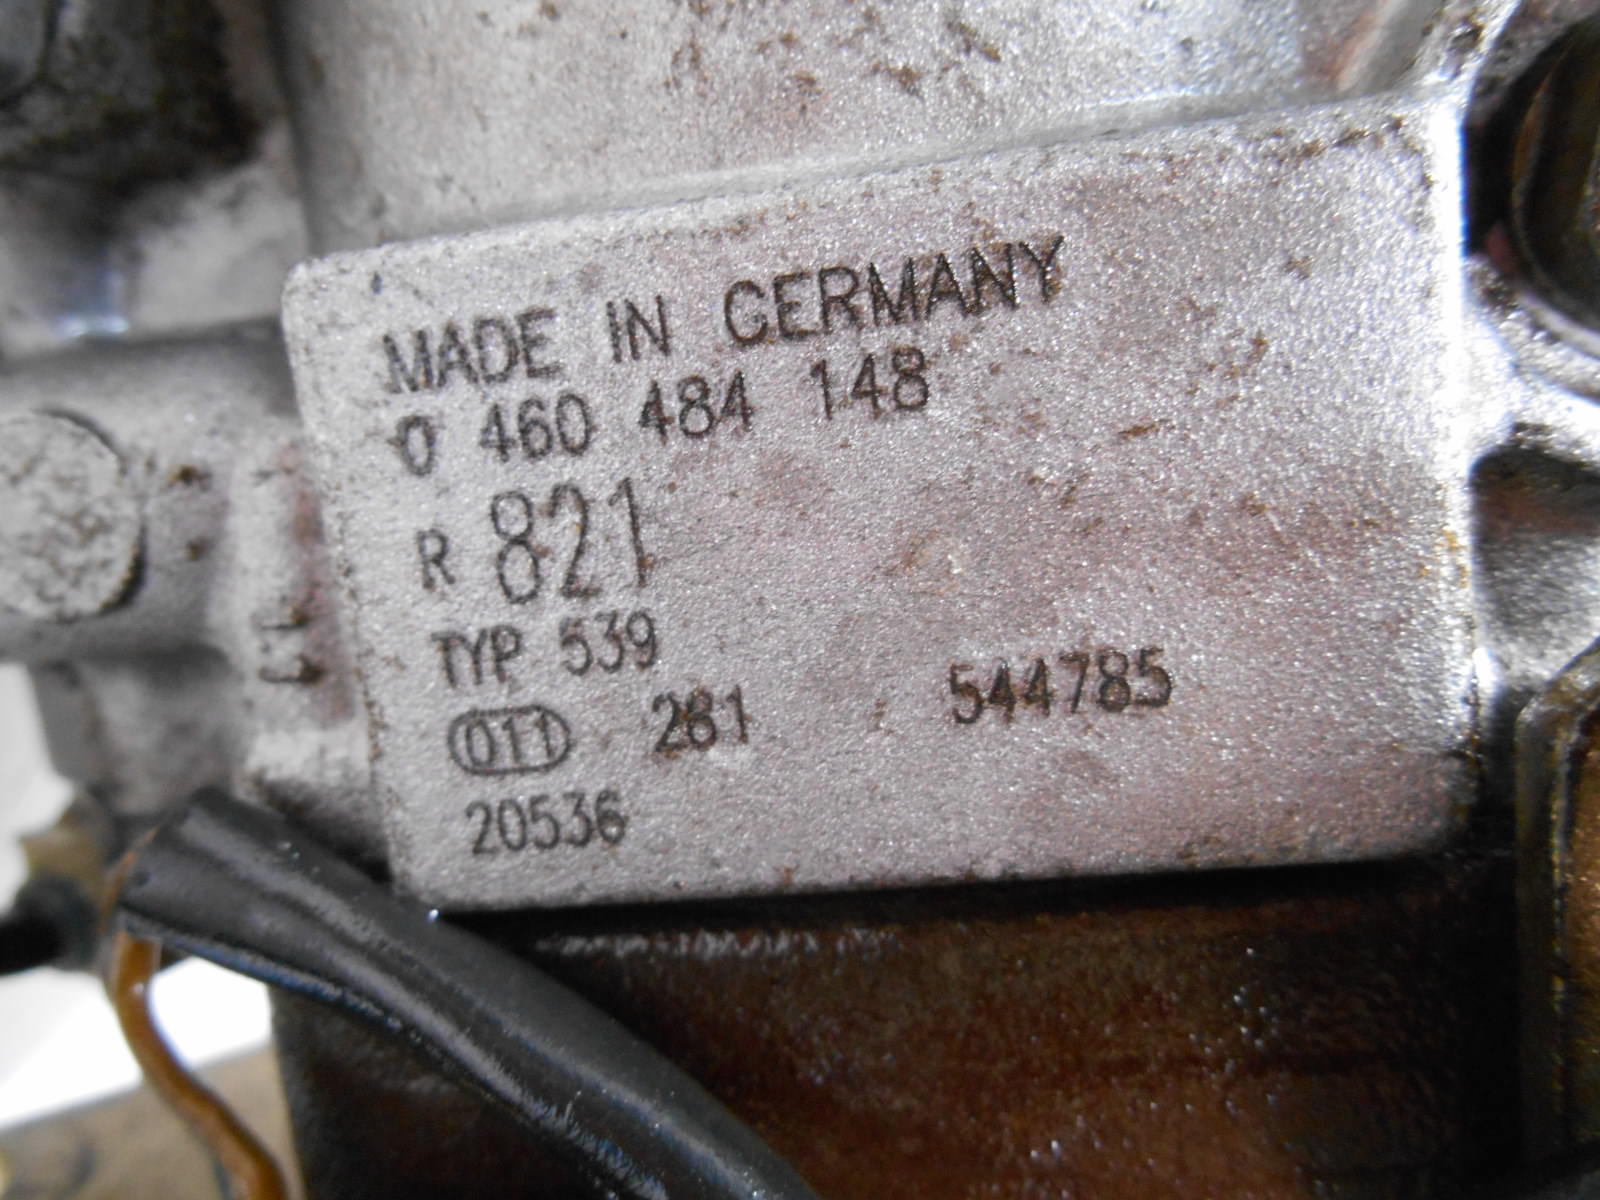 MADE IN GERMANY
0 460 484 148
R 821
TYP 539
011 281 544785
20536